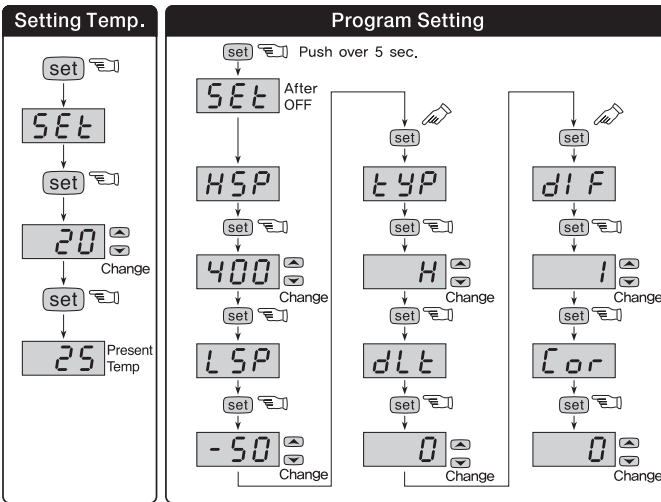 Setting Temp.
set
SEt
set
20
Change
set
25
Present
Temp
Program Setting
set
Push over 5 sec.
SEt
After
OFF
HSP
set
400
Change
set
LSP
set
-50
Change
set
tYP
set
H
Change
set
dLt
set
0
Change
set
dIF
set
1
Change
set
Cor
set
0
Change